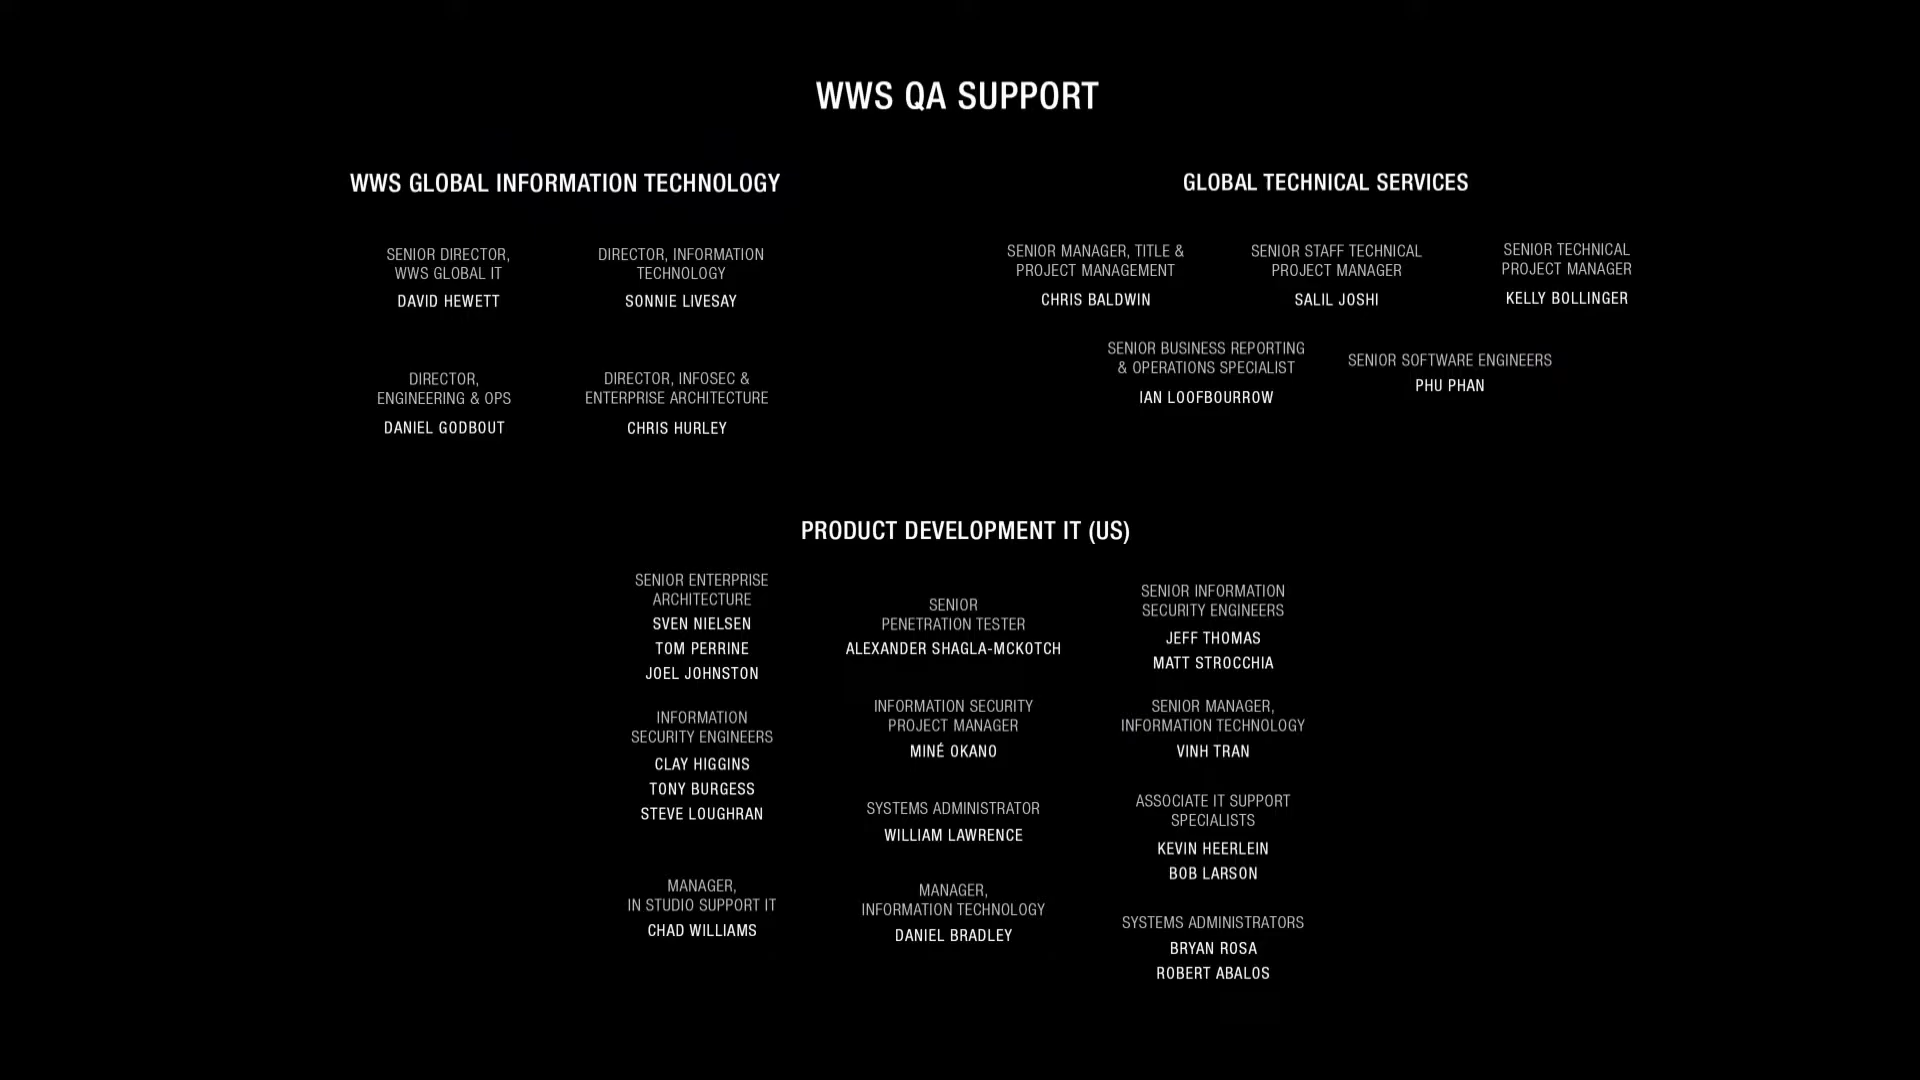 WWS QA SUPPORT
WWS GLOBAL INFORMATION TECHNOLOGY
SENIOR DIRECTOR,
WWS GLOBAL IT
DAVID HEWETT
DIRECTOR, INFORMATION
TECHNOLOGY
SONNIE LIVESAY
DIRECTOR,
ENGINEERING & OPS
DANIEL GODBOUT
DIRECTOR, INFOSEC &
ENTERPRISE ARCHITECTURE
CHRIS HURLEY
GLOBAL TECHNICAL SERVICES
SENIOR MANAGER, TITLE &
PROJECT MANAGEMENT
CHRIS BALDWIN
SENIOR STAFF TECHNICAL
PROJECT MANAGER
SALIL JOSHI
SENIOR TECHNICAL
PROJECT MANAGER
KELLY BOLLINGER
SENIOR BUSINESS REPORTING
& OPERATIONS SPECIALIST
IAN LOOFBOURROW
SENIOR SOFTWARE ENGINEERS
PHU PHAN
PRODUCT DEVELOPMENT IT (US)
SENIOR ENTERPRISE
ARCHITECTURE
SVEN NIELSEN
TOM PERRINE
JOEL JOHNSTON
INFORMATION
SECURITY ENGINEERS
CLAY HIGGINS
TONY BURGESS
STEVE LOUGHRAN
MANAGER,
IN STUDIO SUPPORT IT
CHAD WILLIAMS
SENIOR
PENETRATION TESTER
ALEXANDER SHAGLA-MCKOTCH
INFORMATION SECURITY
PROJECT MANAGER
MINÉ OKANO
SYSTEMS ADMINISTRATOR
WILLIAM LAWRENCE
MANAGER,
INFORMATION TECHNOLOGY
DANIEL BRADLEY
SENIOR INFORMATION
SECURITY ENGINEERS
JEFF THOMAS
MATT STROCCHIA
SENIOR MANAGER,
INFORMATION TECHNOLOGY
VINH TRAN
ASSOCIATE IT SUPPORT
SPECIALISTS
KEVIN HEERLEIN
BOB LARSON
SYSTEMS ADMINISTRATORS
BRYAN ROSA
ROBERT ABALOS